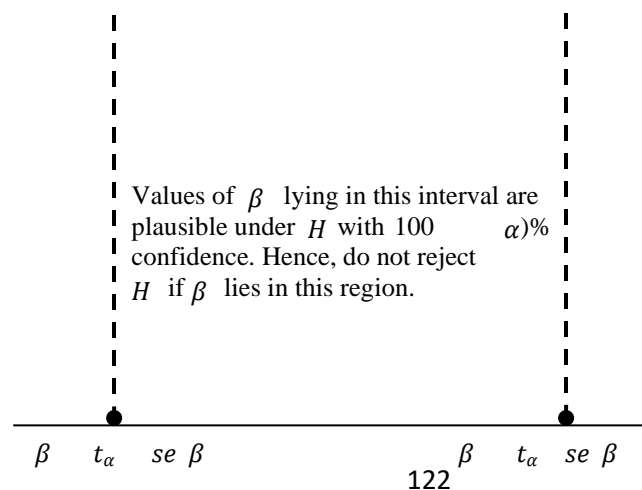 Values of β lying in this interval are
plausible under H with 100 α)%
confidence. Hence, do not reject
H if β lies in this region.
β t_α se β β t_α se β
122